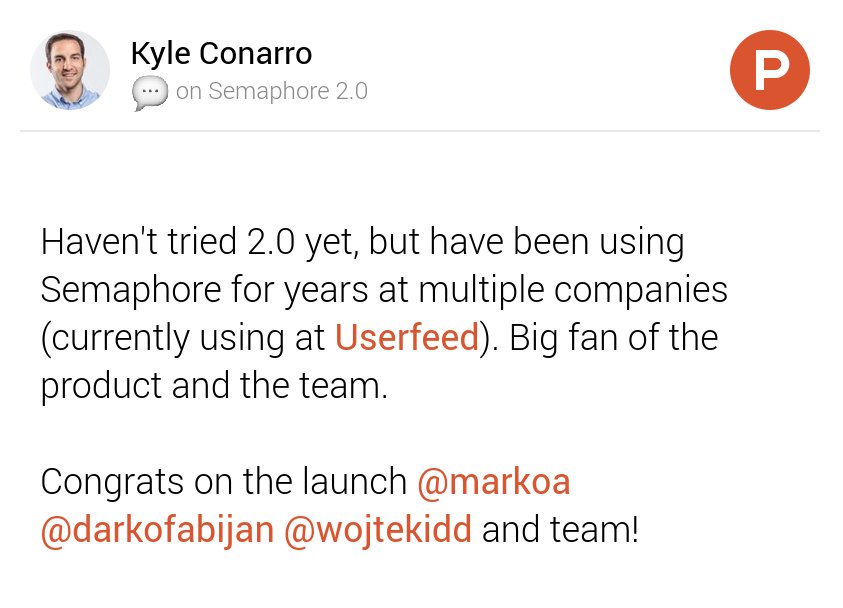 Kyle Conarro
on Semaphore 2.0
P
Haven't tried 2.0 yet, but have been using
Semaphore for years at multiple companies
(currently using at Userfeed). Big fan of the
product and the team.
Congrats on the launch @markoa
@darkofabijan @wojtekidd and team!